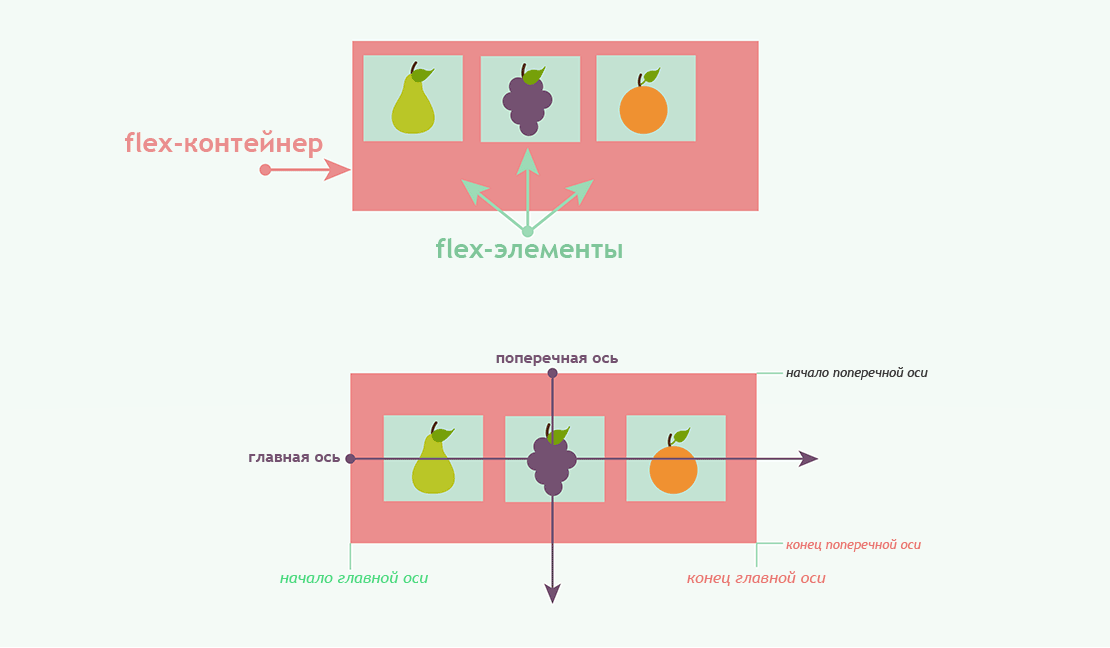 flex-контейнер
flex-элементы
поперечная ось
начало поперечной оси
главная ось
конец поперечной оси
начало главной оси
конец главной оси